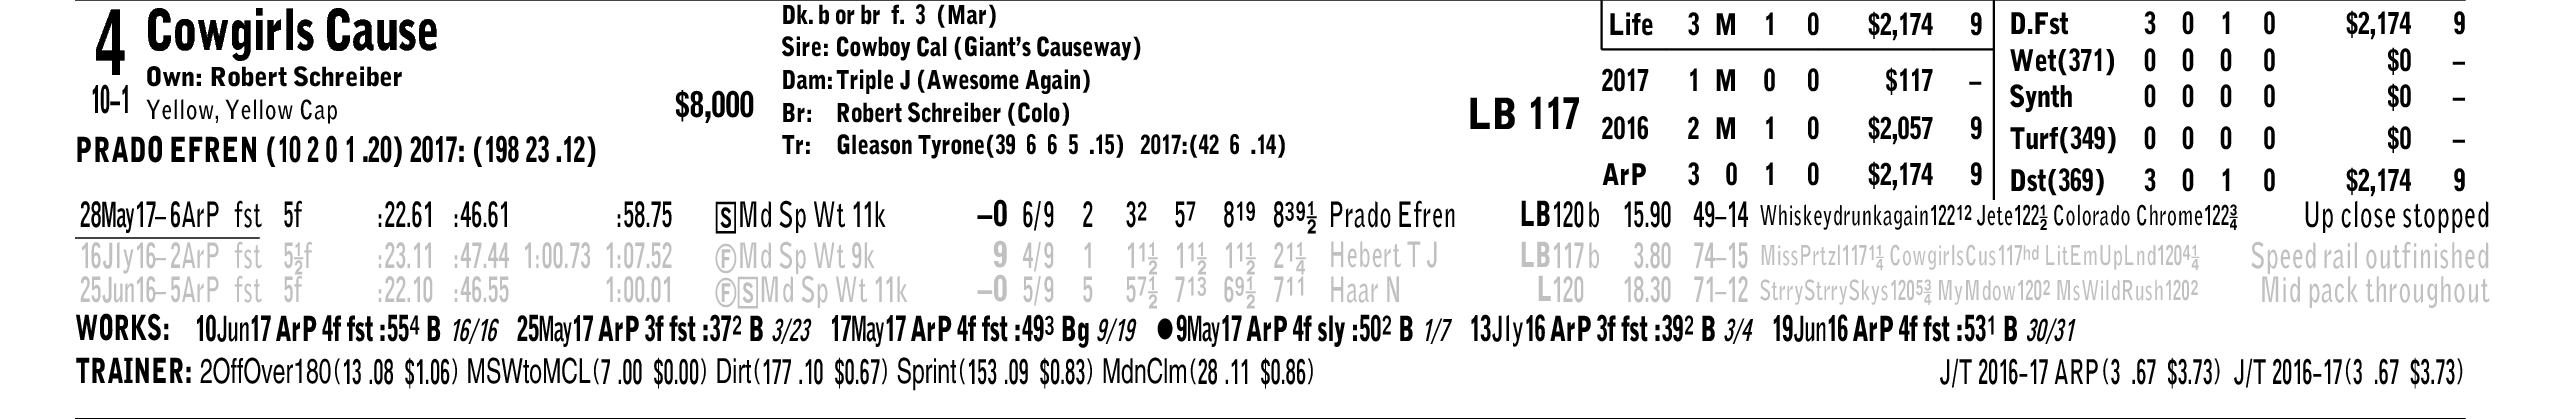 4 Cowgirls Cause
Own: Robert Schreiber
10-1 Yellow, Yellow Cap
$8,000
PRADO EFREN (10 2 0 1 .20) 2017: (198 23 .12)
Dk. b or br f. 3 (Mar)
Sire: Cowboy Cal (Giant's Causeway)
Dam: Triple J (Awesome Again)
Br: Robert Schreiber (Colo)
Tr: Gleason Tyrone(39 6 6 5 .15) 2017:(42 6 .14)
LB 117
Life 3 M 1 0 $2,174 9
2017 1 M 0 0 $117 –
2016 2 M 1 0 $2,057 9
ArP 3 0 1 0 $2,174 9
D.Fst 3 0 1 0 $2,174 9
Wet(371) 0 0 0 0 $0 –
Synth 0 0 0 0 $0 –
Turf(349) 0 0 0 0 $0 –
Dst(369) 3 0 1 0 $2,174 9
28May17–6ArP fst 5f :22.61 :46.61 :58.75 🅂Md Sp Wt 11k –0 6/9 2 3² 5⁷ 8¹⁹ 8³⁹½ Prado Efren LB120 b 15.90 49–14 Whiskeydrunkagain122¹² Jete122½ Colorado Chrome122¾ Up close stopped
16Jly16–2ArP fst 5½f :23.11 :47.44 1:00.73 1:07.52 ⒻMd Sp Wt 9k 9 4/9 1 1¹½ 1¹½ 1¹½ 2¹¼ Hebert T J LB117 b 3.80 74–15 MissPrtzl117¹¼ CowgirlsCus117ʰᵈ LitEmUpLnd120⁴¼ Speed rail outfinished
25Jun16–5ArP fst 5f :22.10 :46.55 1:00.01 Ⓕ🅂Md Sp Wt 11k –0 5/9 5 5⁷½ 7¹³ 6⁹½ 7¹¹ Haar N L120 18.30 71–12 StrryStrrySkys120⁵¾ MyMdow120² MsWildRush120² Mid pack throughout
WORKS: 10Jun17 ArP 4f fst :55⁴ B 16/16 25May17 ArP 3f fst :37² B 3/23 17May17 ArP 4f fst :49³ Bg 9/19 ●9May17 ArP 4f sly :50² B 1/7 13Jly16 ArP 3f fst :39² B 3/4 19Jun16 ArP 4f fst :53¹ B 30/31
TRAINER: 2OffOver180(13 .08 $1.06) MSWtoMCL(7 .00 $0.00) Dirt(177 .10 $0.67) Sprint(153 .09 $0.83) MdnClm(28 .11 $0.86) J/T 2016-17 ARP(3 .67 $3.73) J/T 2016-17(3 .67 $3.73)